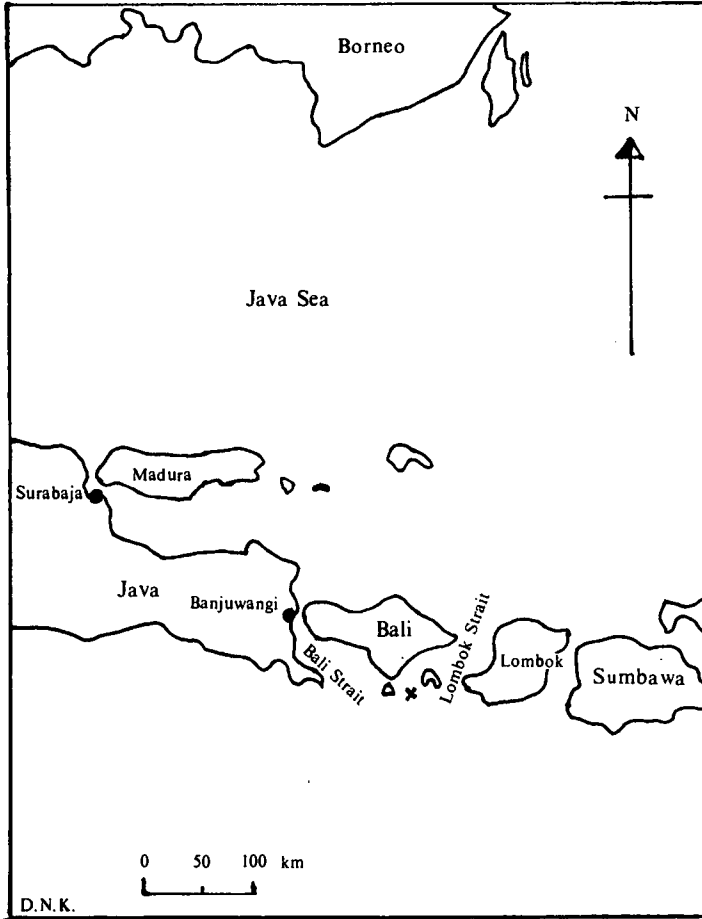 Borneo
N
Java Sea
Madura
Surabaja
Java
Banjuwangi
Bali
Bali Strait
Lombok Strait
Lombok
Sumbawa
0 50 100 km
D.N.K.